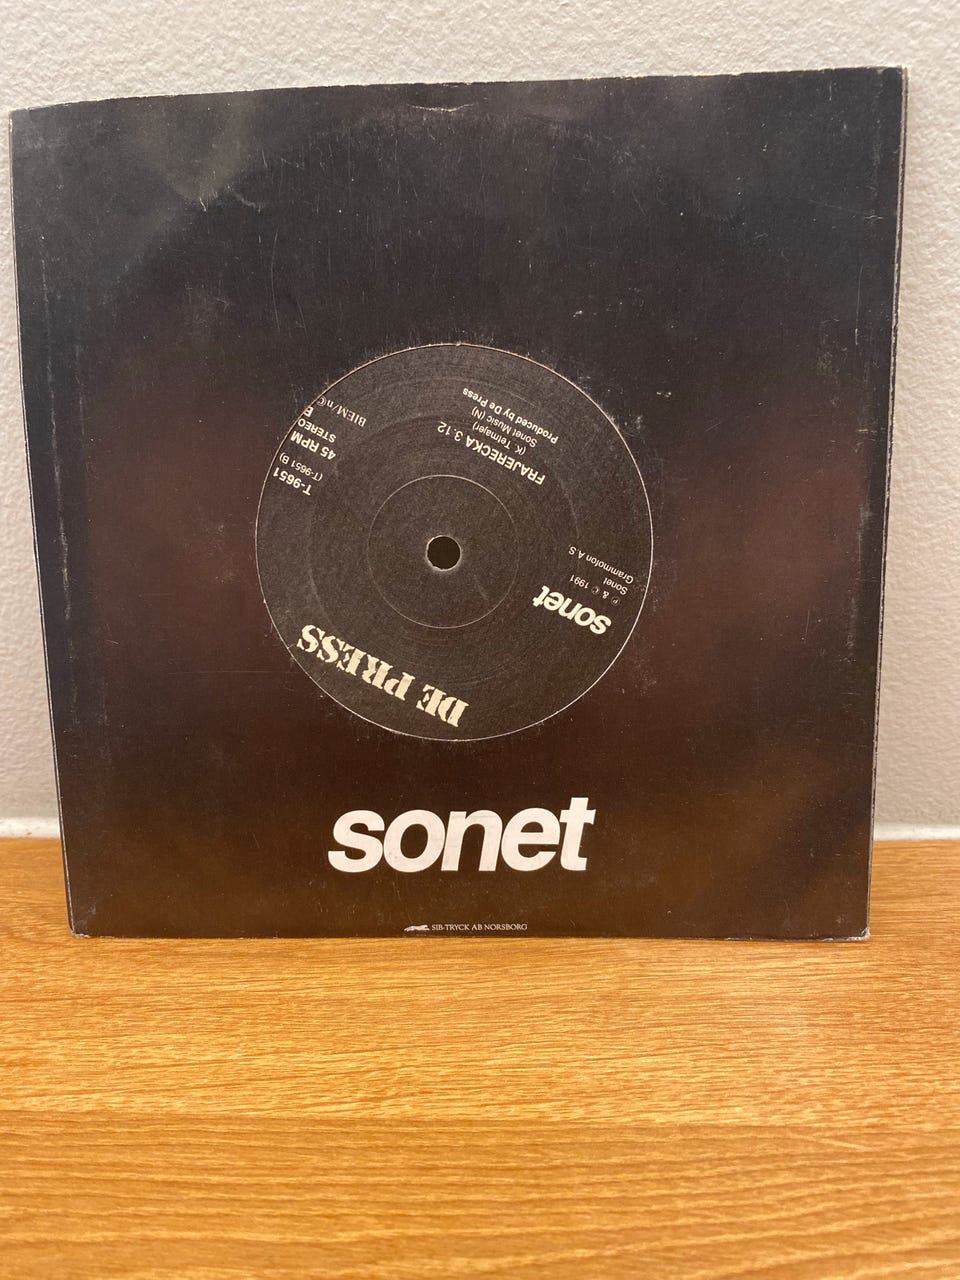 DE PRESS
sonet
℗ & © 1991
Sonet
Grammofon A.S
T-9651
(T-9651 B)
45 RPM
STEREO
BIEM/n©
FRAJERECKA 3.12
Sonet Music (N)
Produced by De Press
sonet
SIB-TRYCK AB NORSBORG